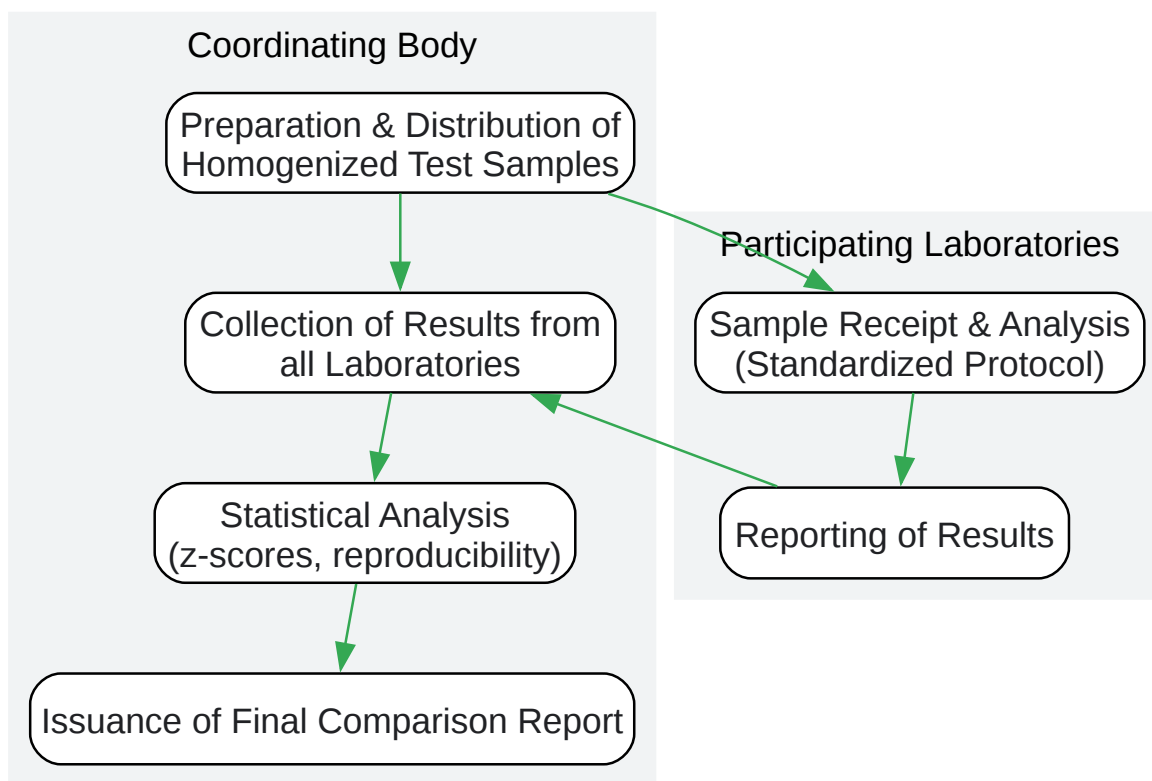 Coordinating Body
Preparation & Distribution of
Homogenized Test Samples
Collection of Results from
all Laboratories
Statistical Analysis
(z-scores, reproducibility)
Issuance of Final Comparison Report
Participating Laboratories
Sample Receipt & Analysis
(Standardized Protocol)
Reporting of Results